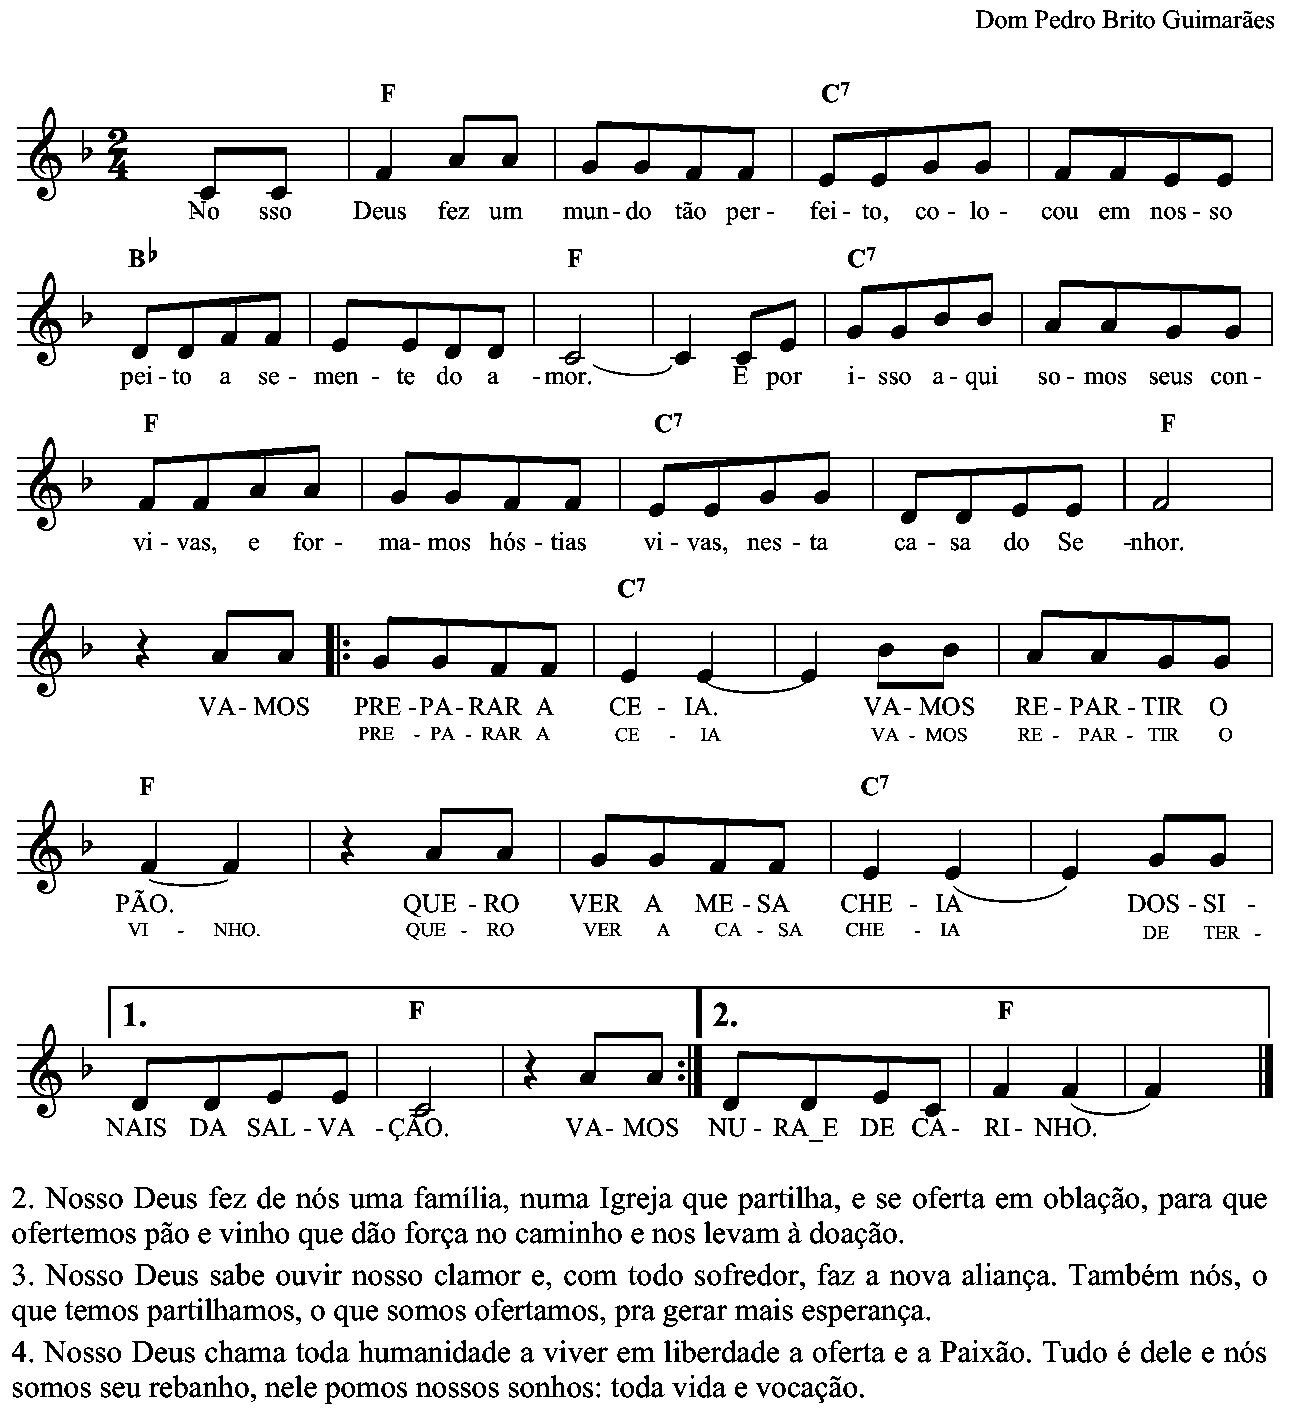 Dom Pedro Brito Guimarães
F C7
2
4
No sso Deus fez um mun-do tão per- fei-to, co-lo- cou em nos-so
B♭ F C7
pei-to a se-men-te do a -mor. E por i-sso a-qui so-mos seus con-
F C7 F
vi-vas, e for- ma-mos hós-tias vi-vas, nes-ta ca-sa do Se -nhor.
C7
VA-MOS PRE-PA-RAR A CE-IA. VA-MOS RE-PAR-TIR O
PRE-PA-RAR A CE-IA VA-MOS RE-PAR-TIR O
F C7
PÃO. QUE-RO VER A ME-SA CHE-IA DOS-SI-
VI-NHO. QUE-RO VER A CA-SA CHE-IA DE TER-
1. F 2. F
NAIS DA SAL-VA -ÇÃO. VA-MOS NU-RA_E DE CA-RI-NHO.
2. Nosso Deus fez de nós uma família, numa Igreja que partilha, e se oferta em oblação, para que
ofertemos pão e vinho que dão força no caminho e nos levam à doação.
3. Nosso Deus sabe ouvir nosso clamor e, com todo sofredor, faz a nova aliança. Também nós, o
que temos partilhamos, o que somos ofertamos, pra gerar mais esperança.
4. Nosso Deus chama toda humanidade a viver em liberdade a oferta e a Paixão. Tudo é dele e nós
somos seu rebanho, nele pomos nossos sonhos: toda vida e vocação.